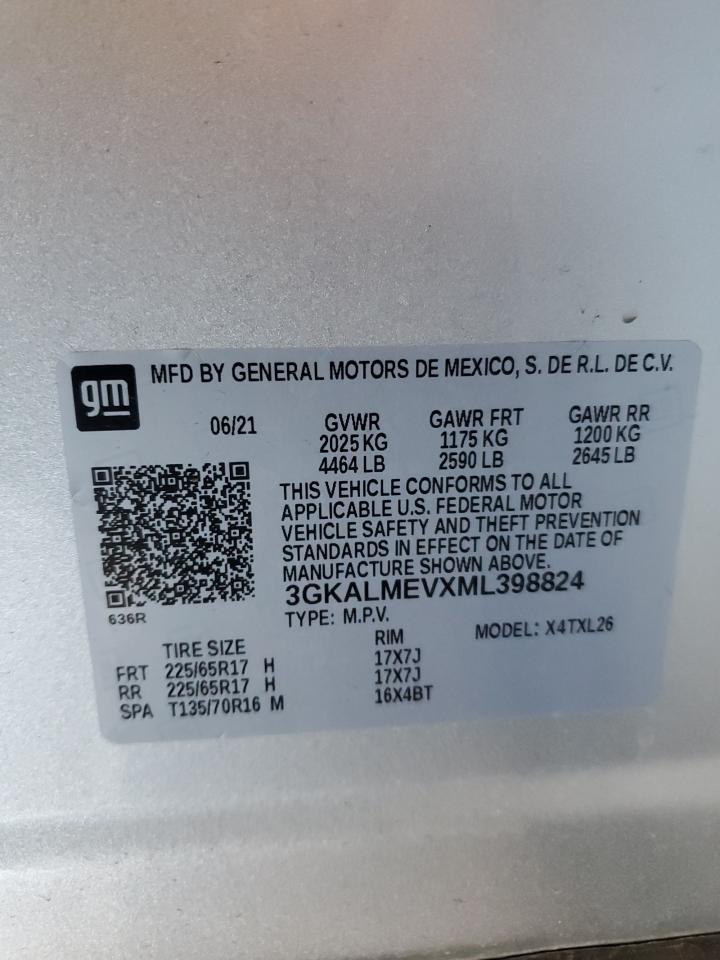 gm MFD BY GENERAL MOTORS DE MEXICO, S. DE R.L. DE C.V.
06/21 GVWR GAWR FRT GAWR RR
2025 KG 1175 KG 1200 KG
4464 LB 2590 LB 2645 LB
THIS VEHICLE CONFORMS TO ALL
APPLICABLE U.S. FEDERAL MOTOR
VEHICLE SAFETY AND THEFT PREVENTION
STANDARDS IN EFFECT ON THE DATE OF
MANUFACTURE SHOWN ABOVE.
3GKALMEVXML398824
636R
TYPE: M.P.V. MODEL: X4TXL26
TIRE SIZE RIM
FRT 225/65R17 H 17X7J
RR 225/65R17 H 17X7J
SPA T135/70R16 M 16X4BT